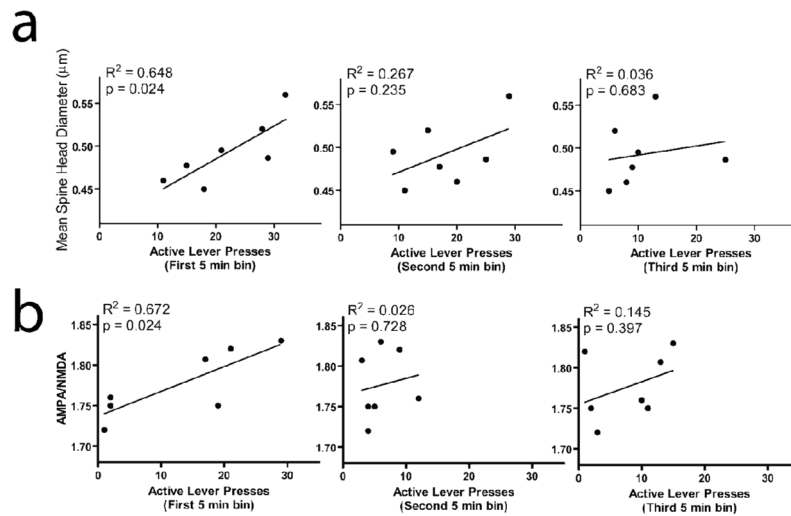 a
Mean Spine Head Diameter (μm)
R² = 0.648
p = 0.024
0.55
0.50
0.45
0
10
20
30
Active Lever Presses
(First 5 min bin)
R² = 0.267
p = 0.235
0.55
0.50
0.45
0
10
20
30
Active Lever Presses
(Second 5 min bin)
R² = 0.036
p = 0.683
0.55
0.50
0.45
0
10
20
30
Active Lever Presses
(Third 5 min bin)
b
AMPA/NMDA
R² = 0.672
p = 0.024
1.85
1.80
1.75
1.70
0
10
20
30
Active Lever Presses
(First 5 min bin)
R² = 0.026
p = 0.728
1.85
1.80
1.75
1.70
0
10
20
30
Active Lever Presses
(Second 5 min bin)
R² = 0.145
p = 0.397
1.85
1.80
1.75
1.70
0
10
20
30
Active Lever Presses
(Third 5 min bin)